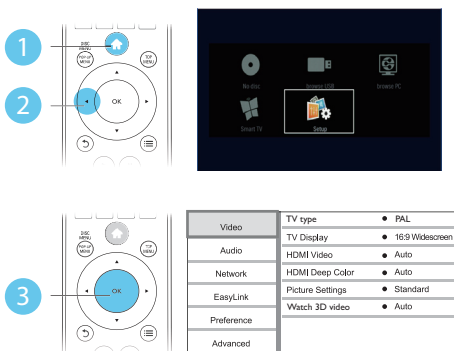 1
DISC
MENU
POP-UP
MENU
TOP
MENU
2
OK
No disc
browse USB
browse PC
Smart TV
Setup
DISC
MENU
POP-UP
MENU
TOP
MENU
3
OK
Video
Audio
Network
EasyLink
Preference
Advanced
TV type ● PAL
TV Display ● 16:9 Widescreen
HDMI Video ● Auto
HDMI Deep Color ● Auto
Picture Settings ● Standard
Watch 3D video ● Auto